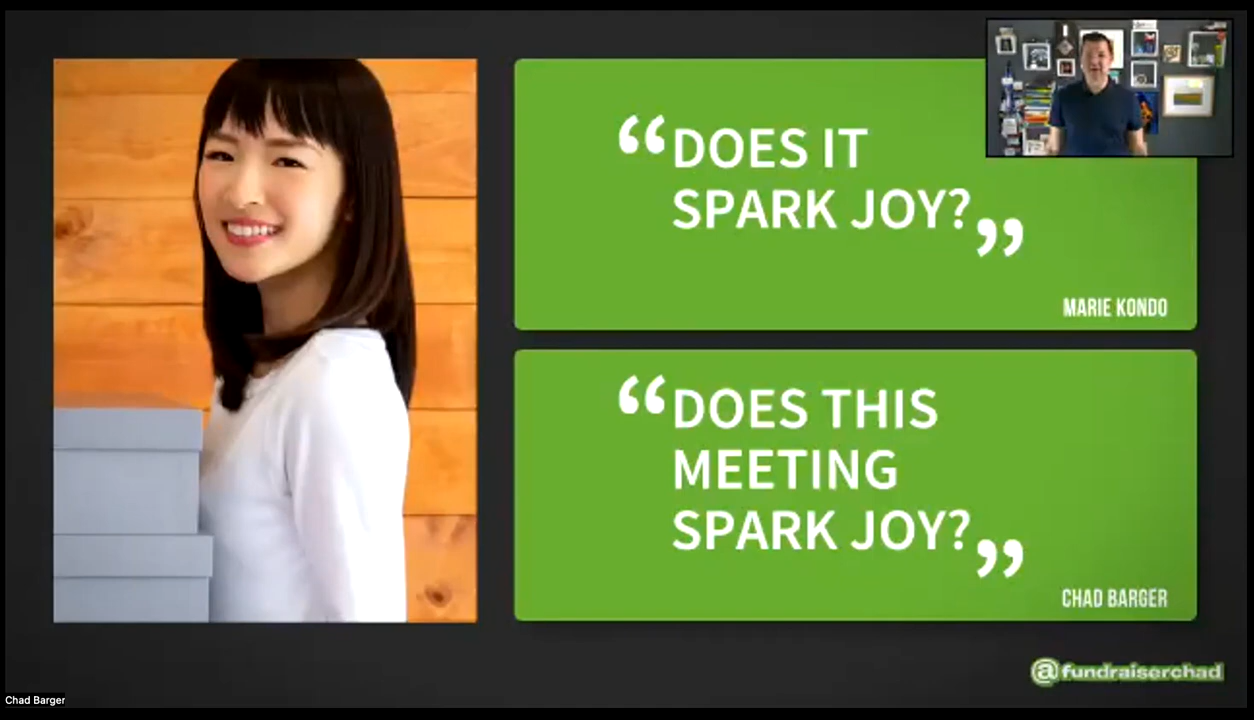 “DOES IT
SPARK JOY?”
MARIE KONDO
“DOES THIS
MEETING
SPARK JOY?”
CHAD BARGER
@fundraiserchad
Chad Barger